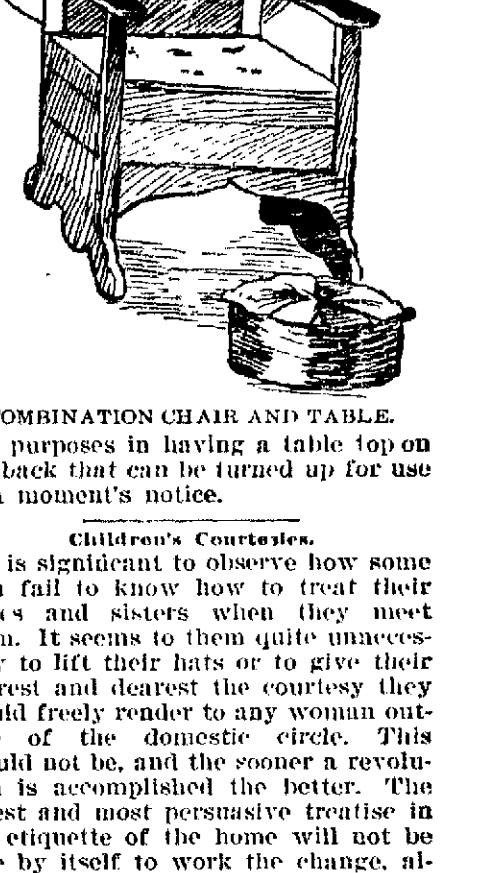 OMBINATION CHAIR AND TABLE.
purposes in having a table top on
back that can be turned up for use
a moment's notice.
Children's Courtesies.
is significant to observe how some
fail to know how to treat their
and sisters when they meet
It seems to them quite unneces-
to lift their hats or to give their
rest and dearest the courtesy they
uld freely render to any woman out-
of the domestic circle. This
uld not be, and the sooner a revolu-
is accomplished the better. The
est and most persuasive treatise in
etiquette of the home will not be
by itself to work the change, al-